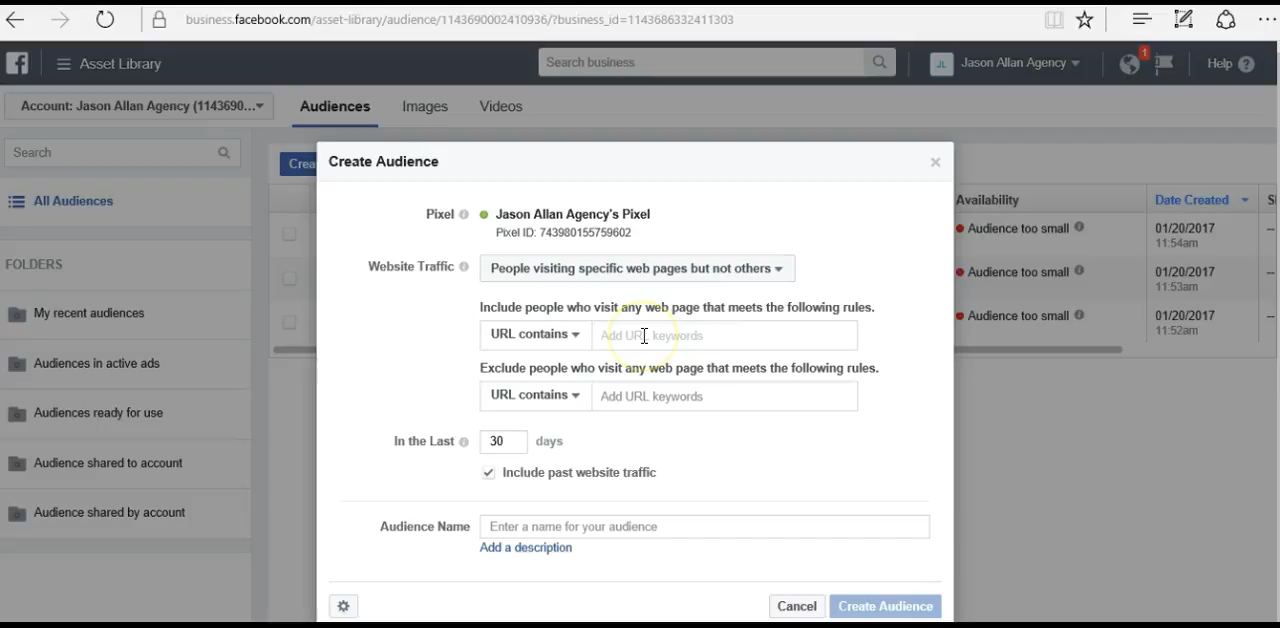 business.facebook.com/asset-library/audience/1143690002410936/?business_id=1143686332411303
Asset Library
Search business
JL
Jason Allan Agency
1
Help
Account: Jason Allan Agency (1143690...
Audiences
Images
Videos
Search
Crea
Create Audience
All Audiences
FOLDERS
My recent audiences
Audiences in active ads
Audiences ready for use
Audience shared to account
Audience shared by account
Pixel
Jason Allan Agency's Pixel
Pixel ID: 743980155759602
Website Traffic
People visiting specific web pages but not others
Include people who visit any web page that meets the following rules.
URL contains
Add URL keywords
Exclude people who visit any web page that meets the following rules.
URL contains
Add URL keywords
In the Last
30
days
Include past website traffic
Audience Name
Enter a name for your audience
Add a description
Cancel
Create Audience
Availability
Date Created
S
Audience too small
01/20/2017
--
11:54am
Audience too small
01/20/2017
--
11:53am
Audience too small
01/20/2017
--
11:52am